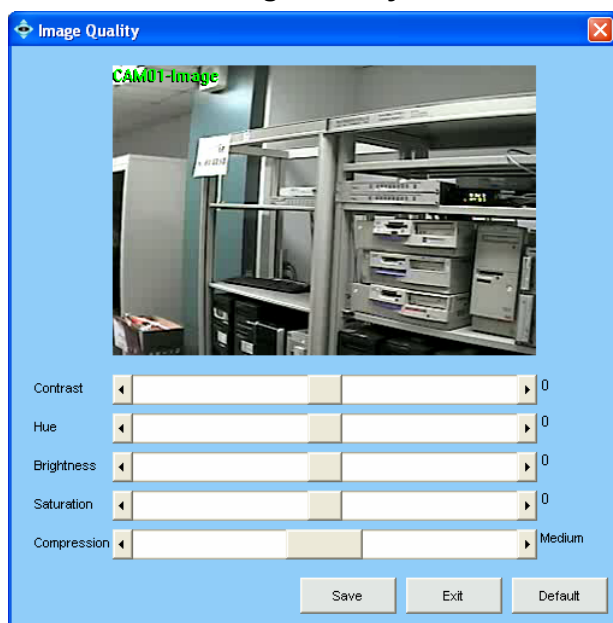 Image Quality
CAM01-Image
Contrast 0
Hue 0
Brightness 0
Saturation 0
Compression Medium
Save Exit Default